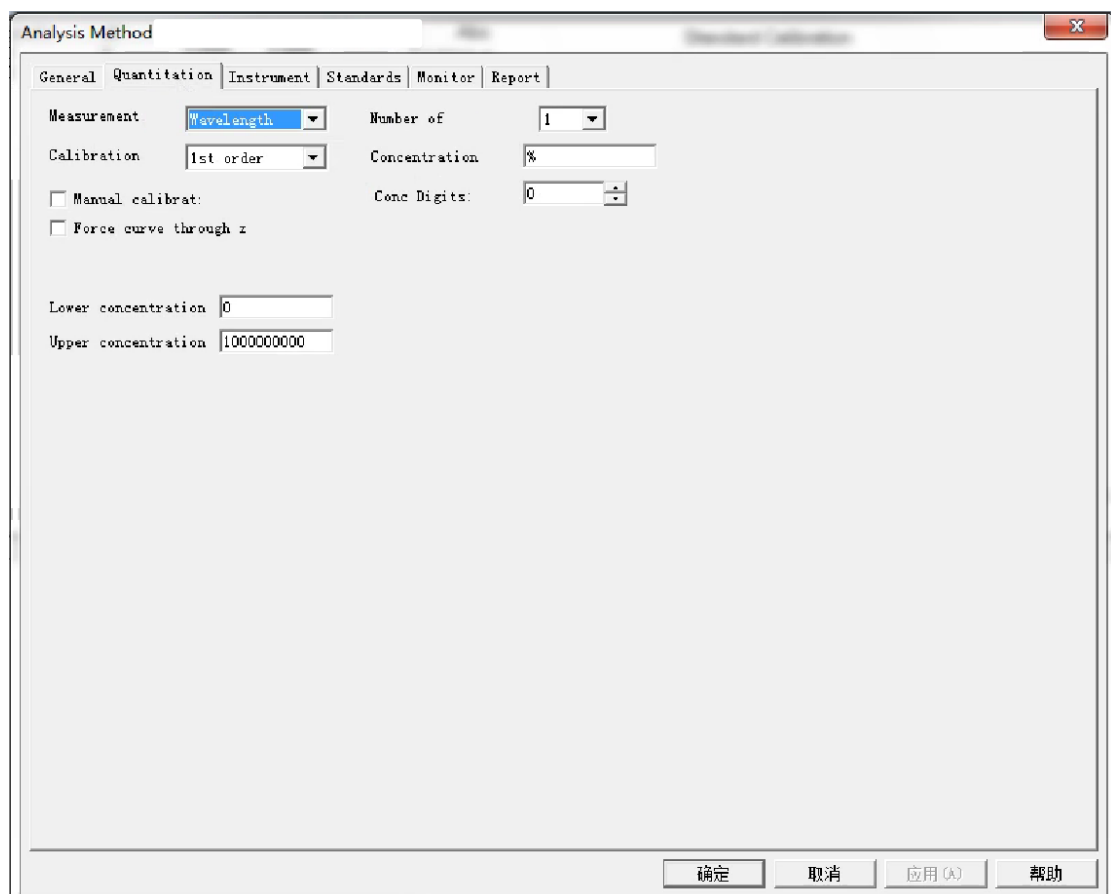 Analysis Method
General Quantitation Instrument Standards Monitor Report
Measurement Wavelength Number of 1
Calibration 1st order Concentration %
Manual calibrat: Conc Digits: 0
Force curve through z
Lower concentration 0
Upper concentration 1000000000
确定 取消 应用(A) 帮助